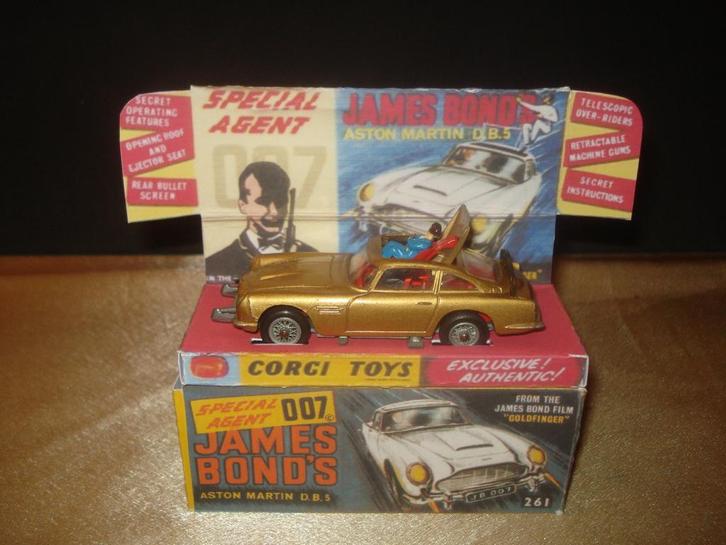 SECRET
OPERATING
FEATURES
OPENING ROOF
AND
EJECTOR SEAT
REAR BULLET
SCREEN
SPECIAL
AGENT
007
IN THE
JAMES BOND'S
ASTON MARTIN D.B.5
TELESCOPIC
OVER-RIDERS
RETRACTABLE
MACHINE GUNS
SECRET
INSTRUCTIONS
CORGI TOYS
EXCLUSIVE!
AUTHENTIC!
SPECIAL
AGENT
007
JAMES
BOND'S
ASTON MARTIN D.B.5
FROM THE
JAMES BOND FILM
"GOLDFINGER"
JB 007
261